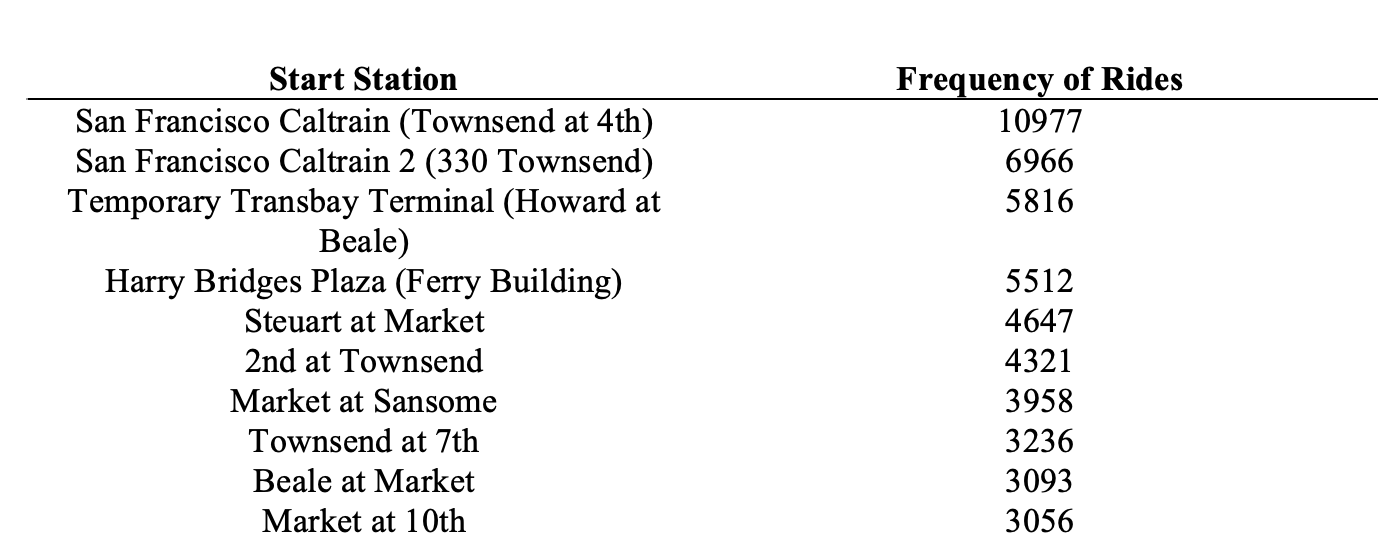 Start Station Frequency of Rides
San Francisco Caltrain (Townsend at 4th) 10977
San Francisco Caltrain 2 (330 Townsend) 6966
Temporary Transbay Terminal (Howard at 5816
Beale)
Harry Bridges Plaza (Ferry Building) 5512
Steuart at Market 4647
2nd at Townsend 4321
Market at Sansome 3958
Townsend at 7th 3236
Beale at Market 3093
Market at 10th 3056